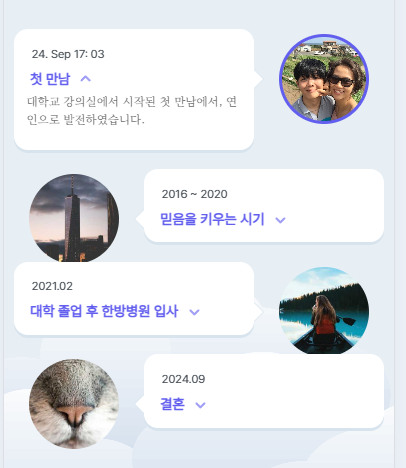 24. Sep 17: 03
첫 만남
대학교 강의실에서 시작된 첫 만남에서, 연
인으로 발전하였습니다.
2016 ~ 2020
믿음을 키우는 시기
2021.02
대학 졸업 후 한방병원 입사
2024.09
결혼